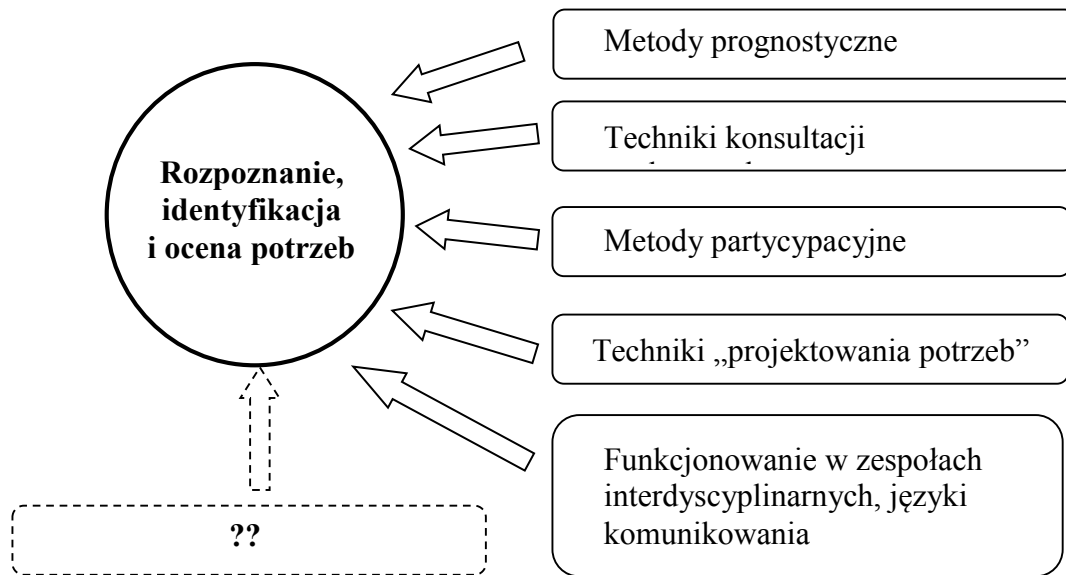 Metody prognostyczne
Techniki konsultacji
Rozpoznanie,
identyfikacja
i ocena potrzeb
Metody partycypacyjne
Techniki „projektowania potrzeb”
Funkcjonowanie w zespołach
interdyscyplinarnych, języki
komunikowania
??